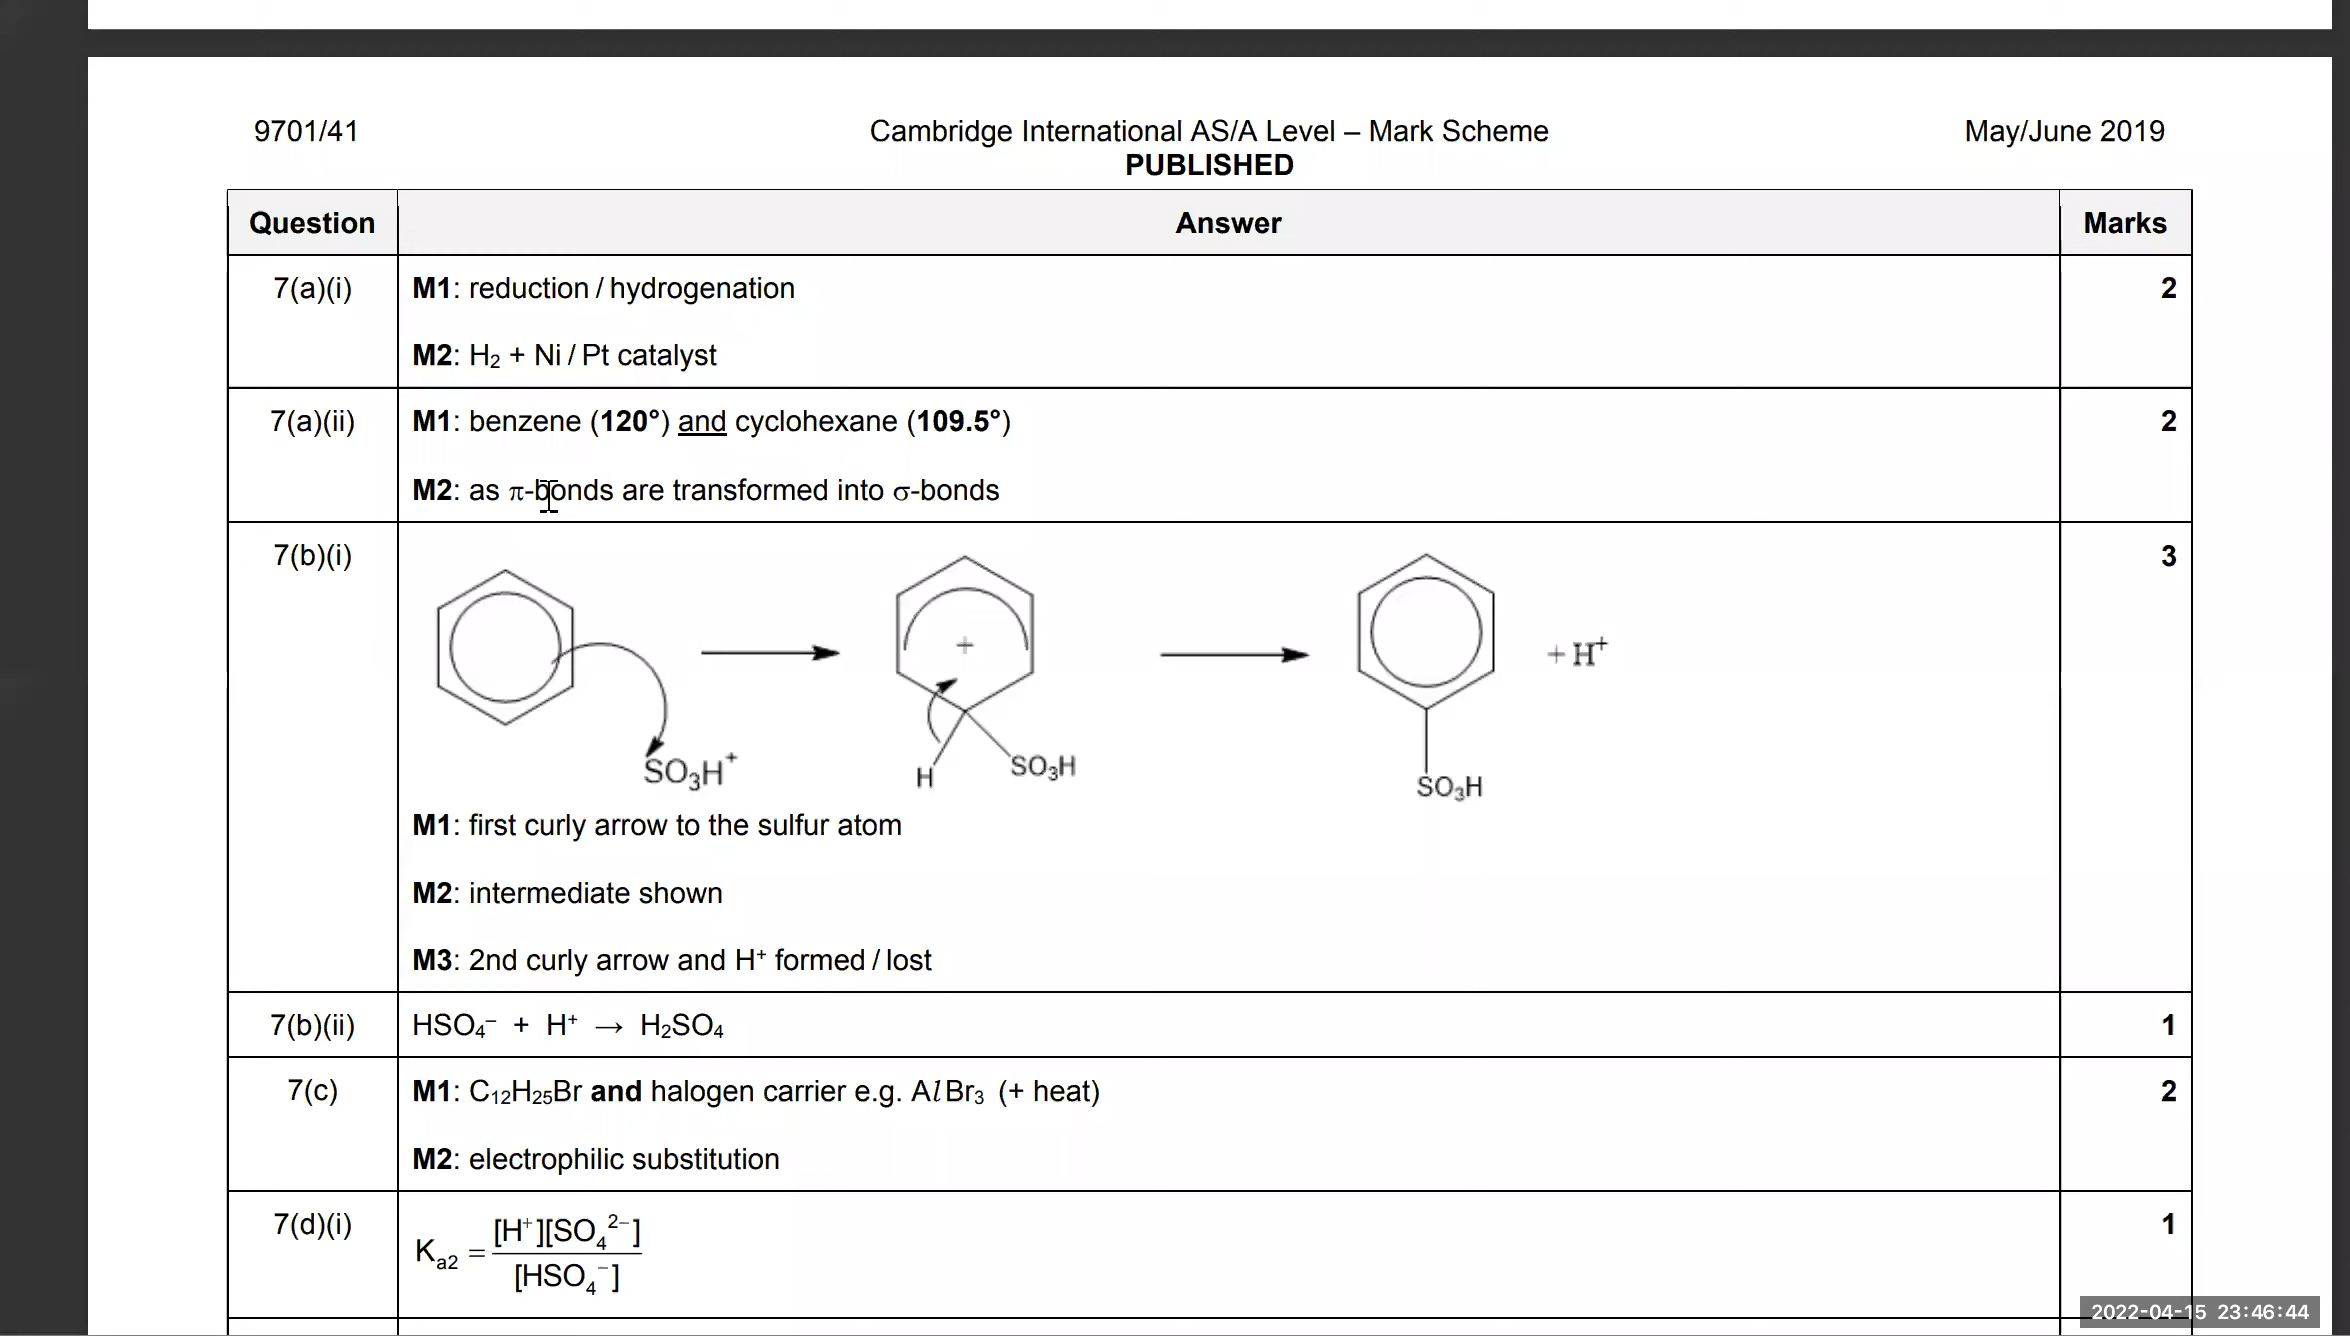 9701/41 Cambridge International AS/A Level – Mark Scheme May/June 2019
PUBLISHED
Question Answer Marks
7(a)(i) M1: reduction / hydrogenation 2
M2: H₂ + Ni / Pt catalyst
7(a)(ii) M1: benzene (120°) and cyclohexane (109.5°) 2
M2: as π-bonds are transformed into σ-bonds
7(b)(i) 3
+ + H⁺
SO₃H⁺ H SO₃H SO₃H
M1: first curly arrow to the sulfur atom
M2: intermediate shown
M3: 2nd curly arrow and H⁺ formed / lost
7(b)(ii) HSO₄⁻ + H⁺ → H₂SO₄ 1
7(c) M1: C₁₂H₂₅Br and halogen carrier e.g. AlBr₃ (+ heat) 2
M2: electrophilic substitution
7(d)(i) Kₐ₂ = [H⁺][SO₄²⁻] 1
[HSO₄⁻]
2022-04-15 23:46:44